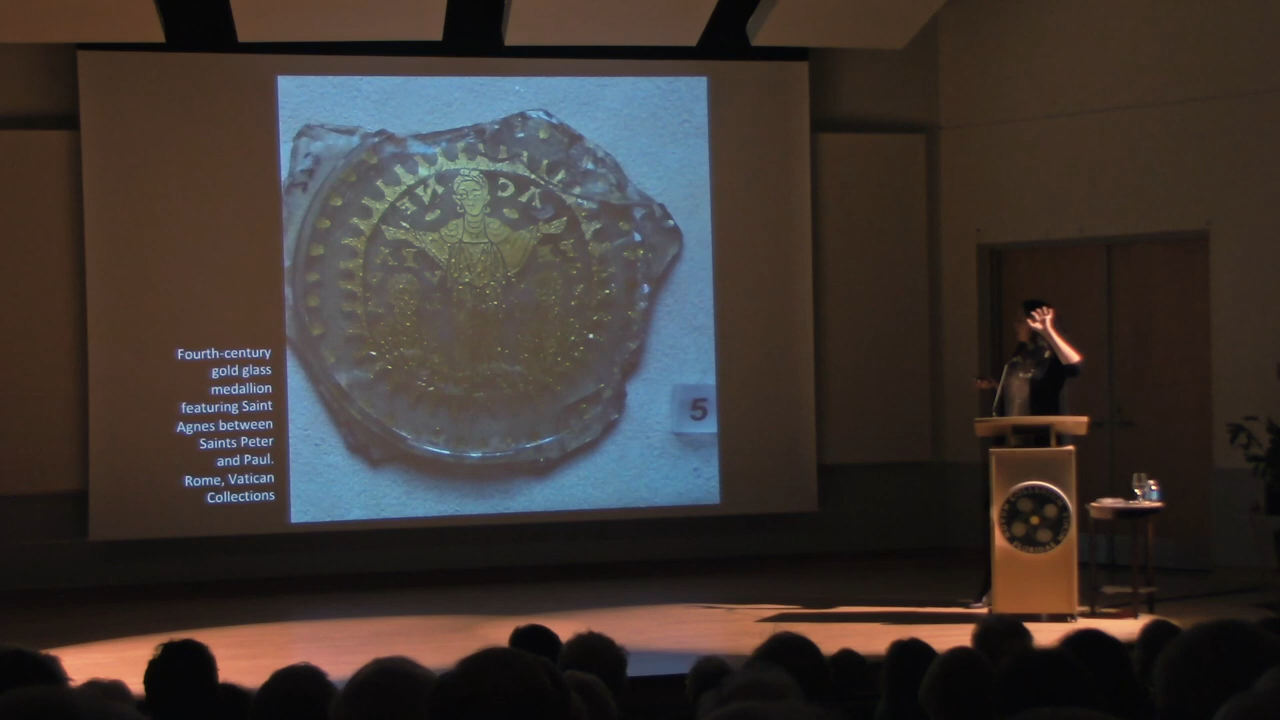 Fourth-century
gold glass
medallion
featuring Saint
Agnes between
Saints Peter
and Paul.
Rome, Vatican
Collections
5